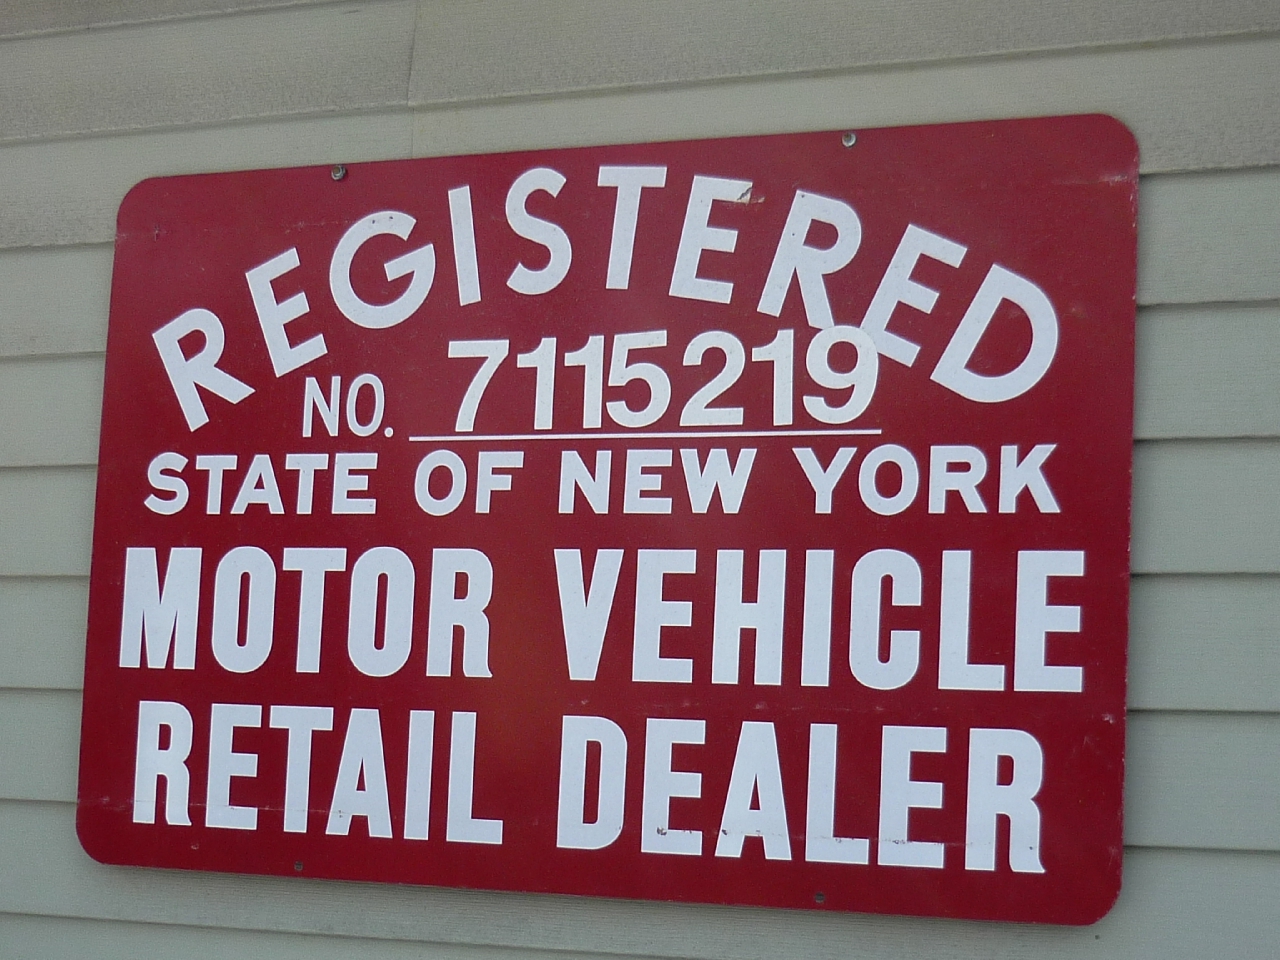 REGISTERED
NO. 7115219
STATE OF NEW YORK
MOTOR VEHICLE
RETAIL DEALER